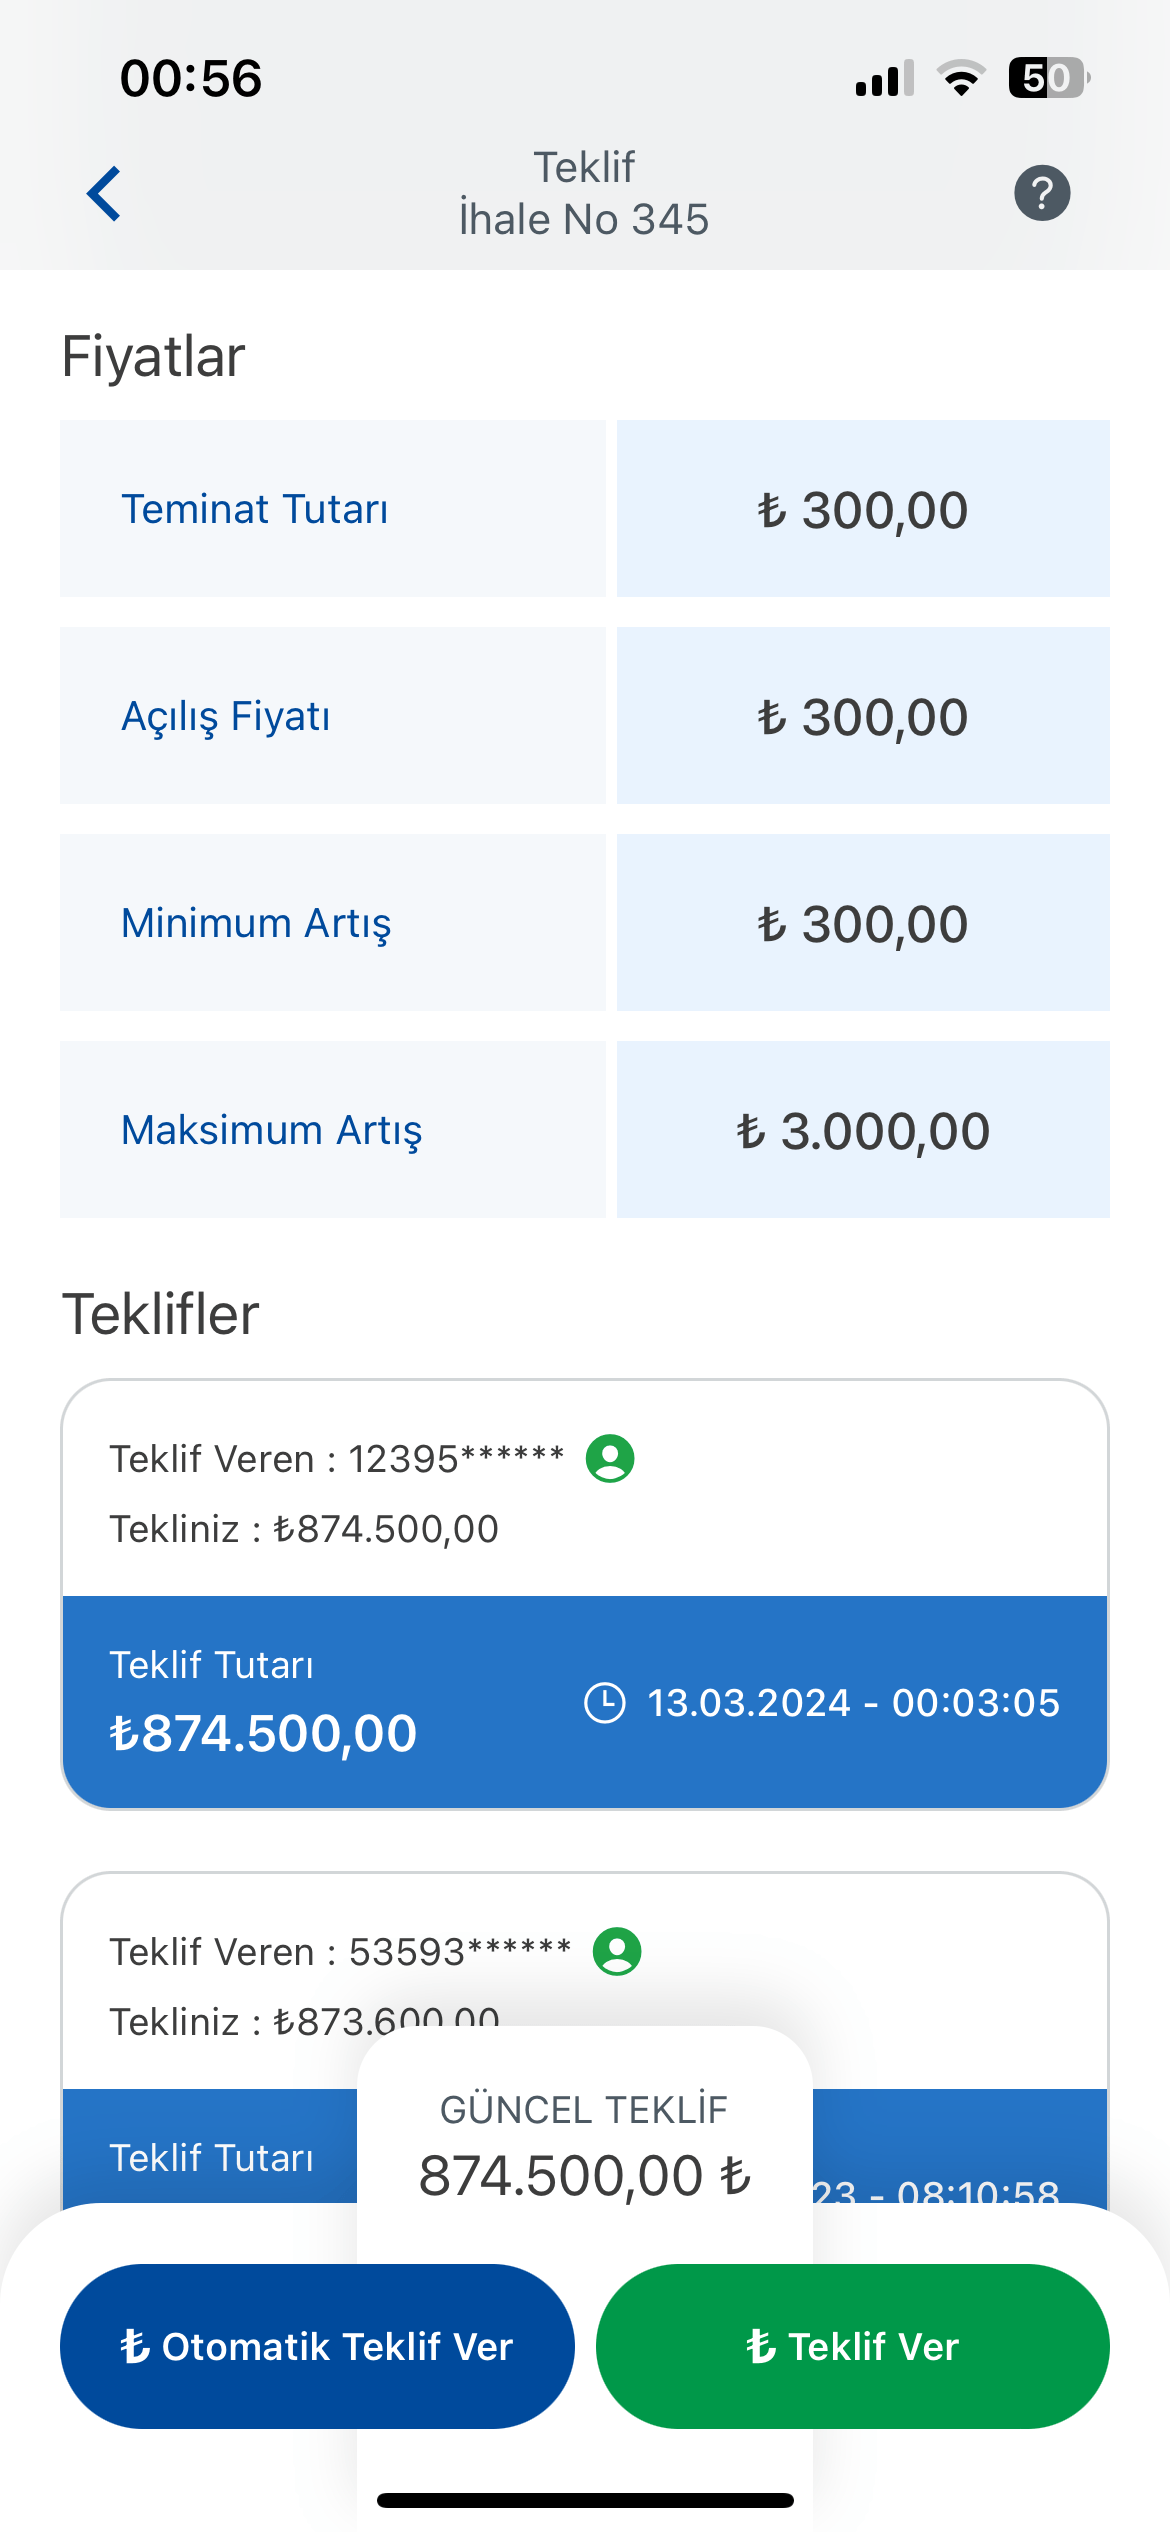 00:56
50
Teklif
İhale No 345
?
Fiyatlar
Teminat Tutarı
₺ 300,00
Açılış Fiyatı
₺ 300,00
Minimum Artış
₺ 300,00
Maksimum Artış
₺ 3.000,00
Teklifler
Teklif Veren : 12395******
Tekliniz : ₺874.500,00
Teklif Tutarı
₺874.500,00
13.03.2024 - 00:03:05
Teklif Veren : 53593******
Tekliniz : ₺873.600,00
Teklif Tutarı
23 - 08:10:58
GÜNCEL TEKLİF
874.500,00 ₺
₺ Otomatik Teklif Ver
₺ Teklif Ver